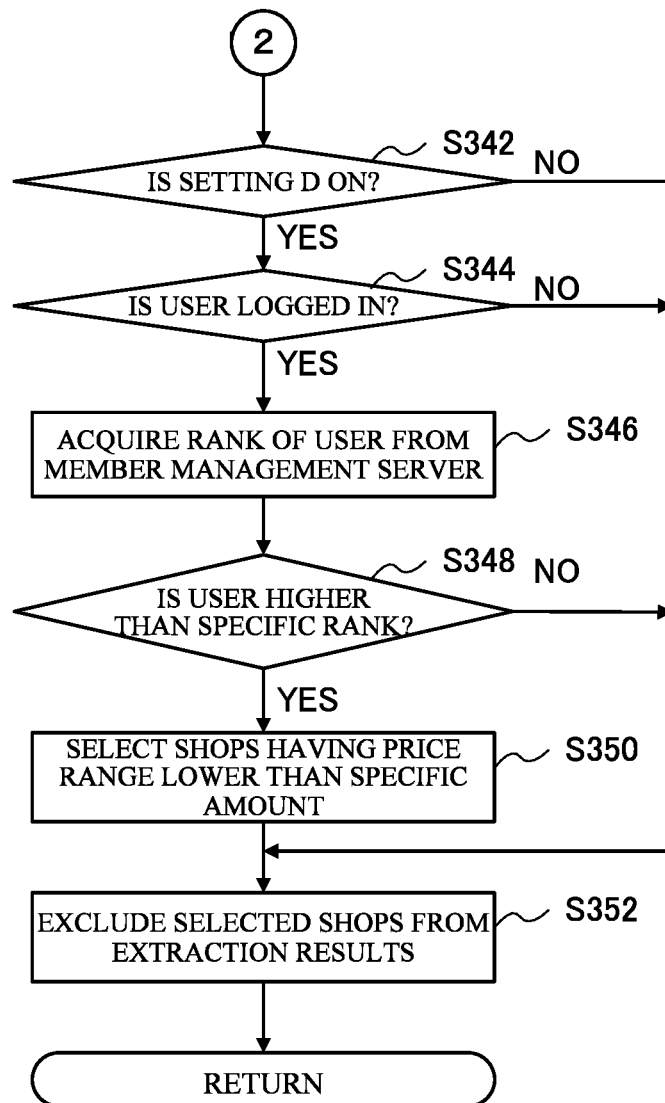 2
S342
IS SETTING D ON?
NO
YES
S344
IS USER LOGGED IN?
NO
YES
S346
ACQUIRE RANK OF USER FROM
MEMBER MANAGEMENT SERVER
S348
NO
IS USER HIGHER
THAN SPECIFIC RANK?
YES
S350
SELECT SHOPS HAVING PRICE
RANGE LOWER THAN SPECIFIC
AMOUNT
S352
EXCLUDE SELECTED SHOPS FROM
EXTRACTION RESULTS
RETURN